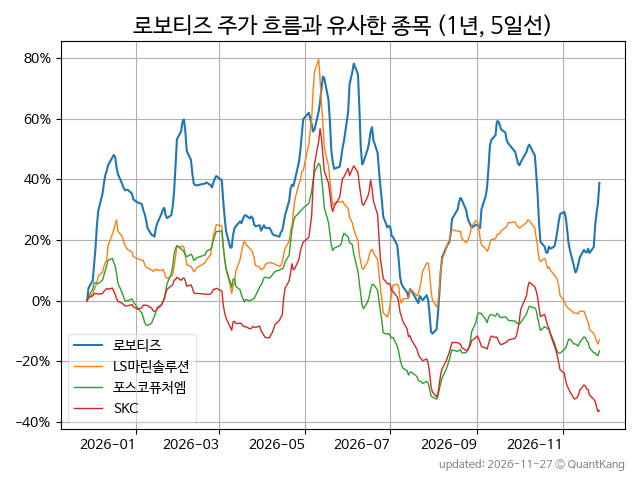 로보티즈 주가 흐름과 유사한 종목 (1년, 5일선)
80%
60%
40%
20%
0%
−20%
−40%
로보티즈
LS마린솔루션
포스코퓨처엠
SKC
2026-01
2026-03
2026-05
2026-07
2026-09
2026-11
updated: 2026-11-27 © QuantKang